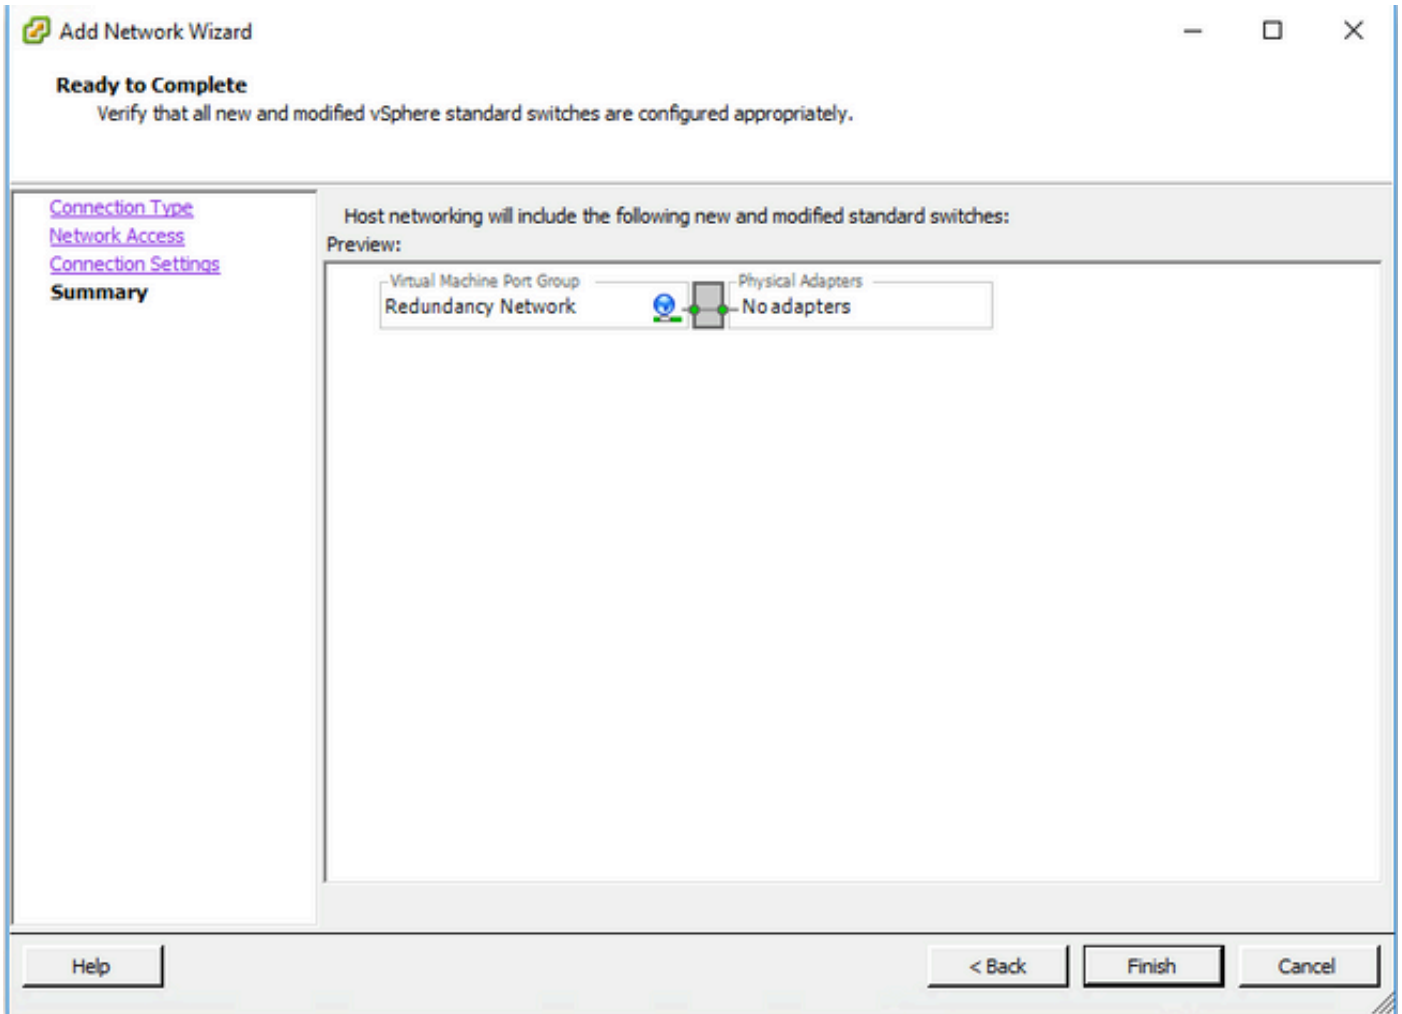 Add Network Wizard
Ready to Complete
Verify that all new and modified vSphere standard switches are configured appropriately.
Connection Type
Network Access
Connection Settings
Summary
Host networking will include the following new and modified standard switches:
Preview:
Virtual Machine Port Group
Redundancy Network
Physical Adapters
No adapters
Help
< Back
Finish
Cancel